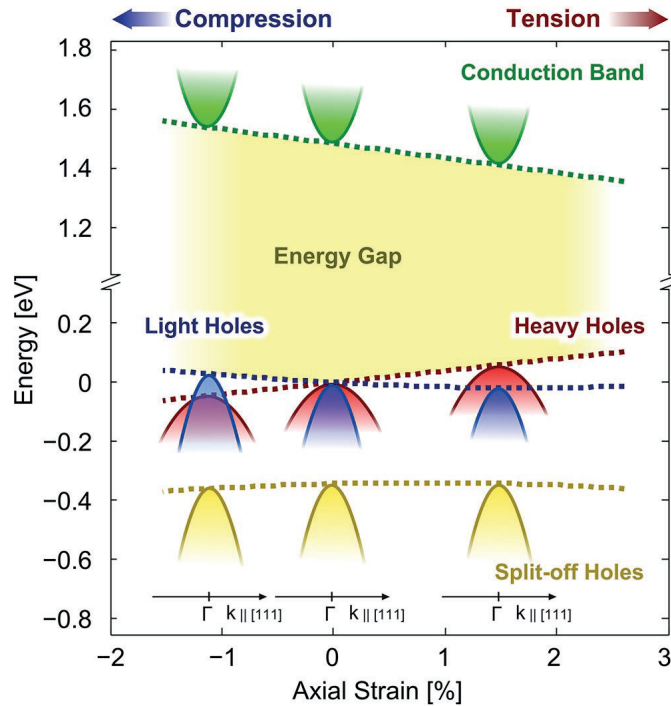 Compression
Tension
1.8
Conduction Band
1.6
1.4
1.2
Energy Gap
Energy [eV]
Light Holes
Heavy Holes
0.2
0
−0.2
−0.4
−0.6
Split-off Holes
−0.8
Γ k || [111]
Γ k || [111]
Γ k || [111]
−2
−1
0
1
2
3
Axial Strain [%]